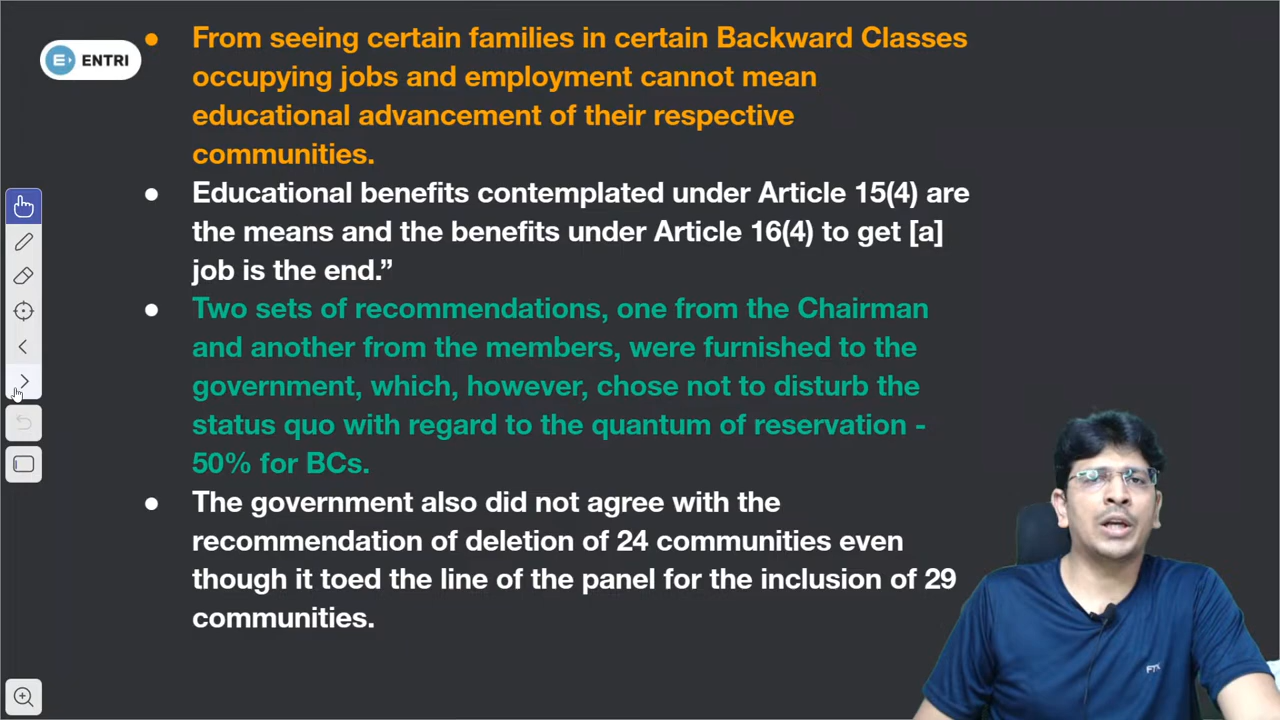 From seeing certain families in certain Backward Classes
ENTRI
occupying jobs and employment cannot mean
educational advancement of their respective
communities.
Educational benefits contemplated under Article 15(4) are
the means and the benefits under Article 16(4) to get [a]
job is the end.”
Two sets of recommendations, one from the Chairman
and another from the members, were furnished to the
government, which, however, chose not to disturb the
status quo with regard to the quantum of reservation -
50% for BCs.
The government also did not agree with the
recommendation of deletion of 24 communities even
though it toed the line of the panel for the inclusion of 29
communities.